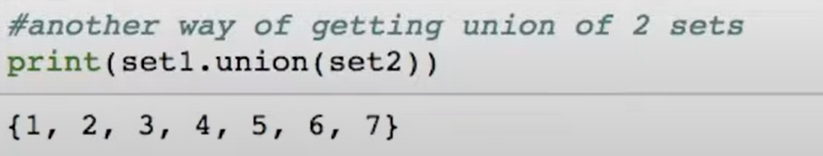 #another way of getting union of 2 sets
print(set1.union(set2))
{1, 2, 3, 4, 5, 6, 7}